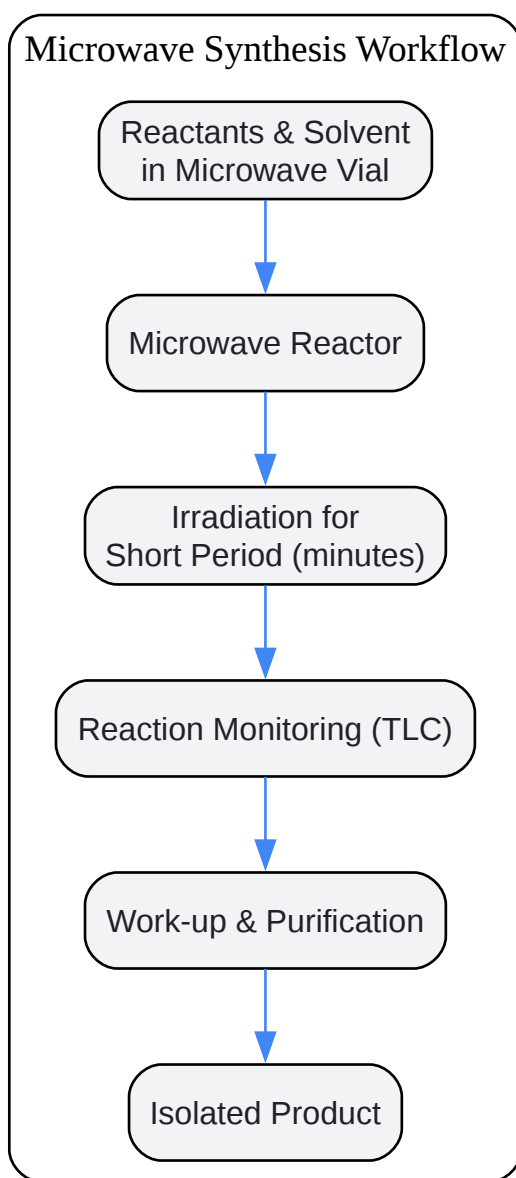 Microwave Synthesis Workflow
Reactants & Solvent
in Microwave Vial
Microwave Reactor
Irradiation for
Short Period (minutes)
Reaction Monitoring (TLC)
Work-up & Purification
Isolated Product